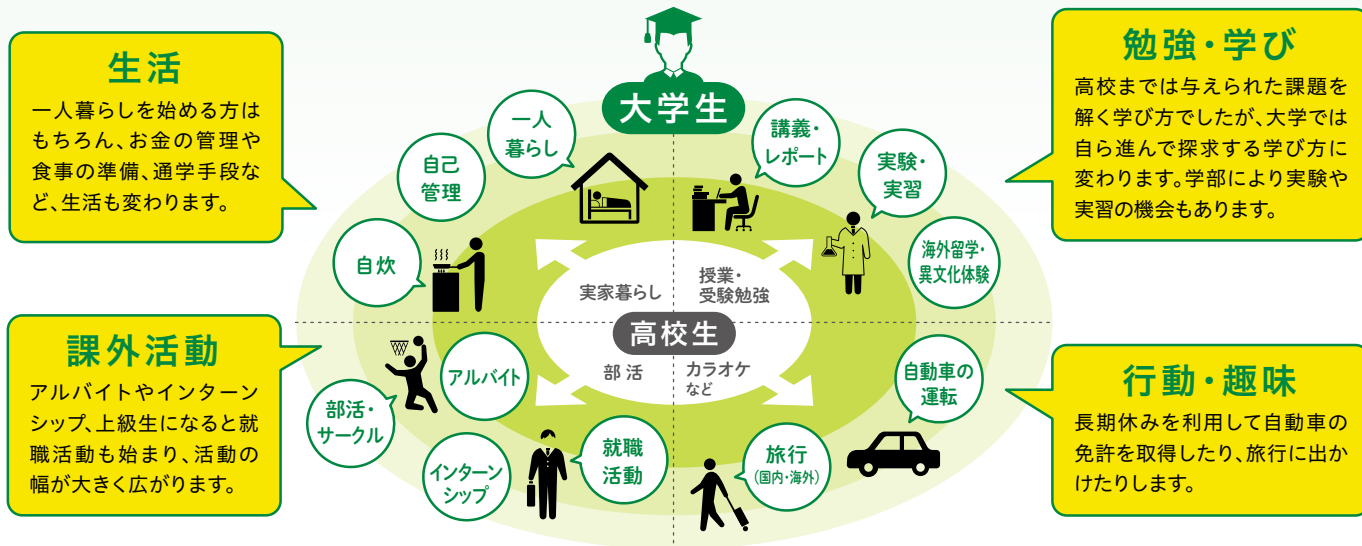 生活
一人暮らしを始める方は
もちろん、お金の管理や
食事の準備、通学手段な
ど、生活も変わります。
大学生
勉強・学び
高校までは与えられた課題を
解く学び方でしたが、大学では
自ら進んで探求する学び方に
変わります。学部により実験や
実習の機会もあります。
一人
暮らし
自己
管理
自炊
講義・
レポート
実験・
実習
海外留学・
異文化体験
実家暮らし
授業・
受験勉強
高校生
部活
カラオケ
など
課外活動
アルバイトやインターン
シップ、上級生になると就
職活動も始まり、活動の
幅が大きく広がります。
アルバイト
部活・
サークル
インターン
シップ
就職
活動
旅行
(国内・海外)
自動車の
運転
行動・趣味
長期休みを利用して自動車の
免許を取得したり、旅行に出か
けたりします。